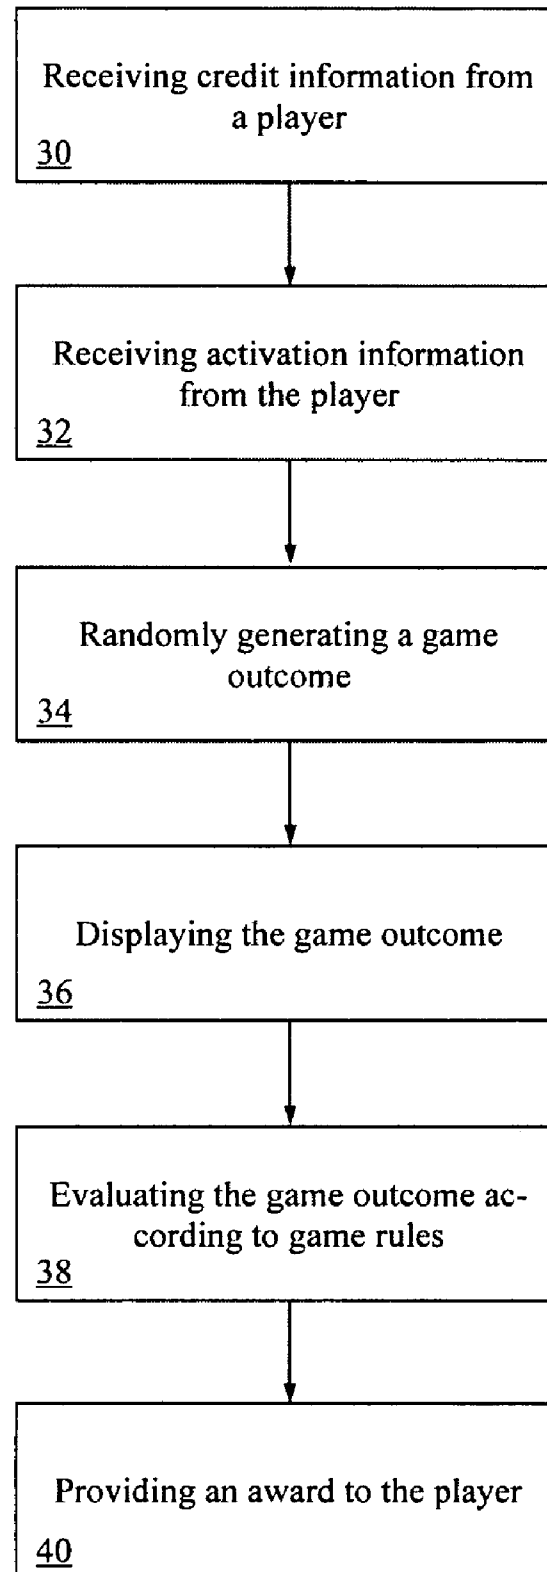 Receiving credit information from
a player
30
Receiving activation information
from the player
32
Randomly generating a game
outcome
34
Displaying the game outcome
36
Evaluating the game outcome ac-
cording to game rules
38
Providing an award to the player
40